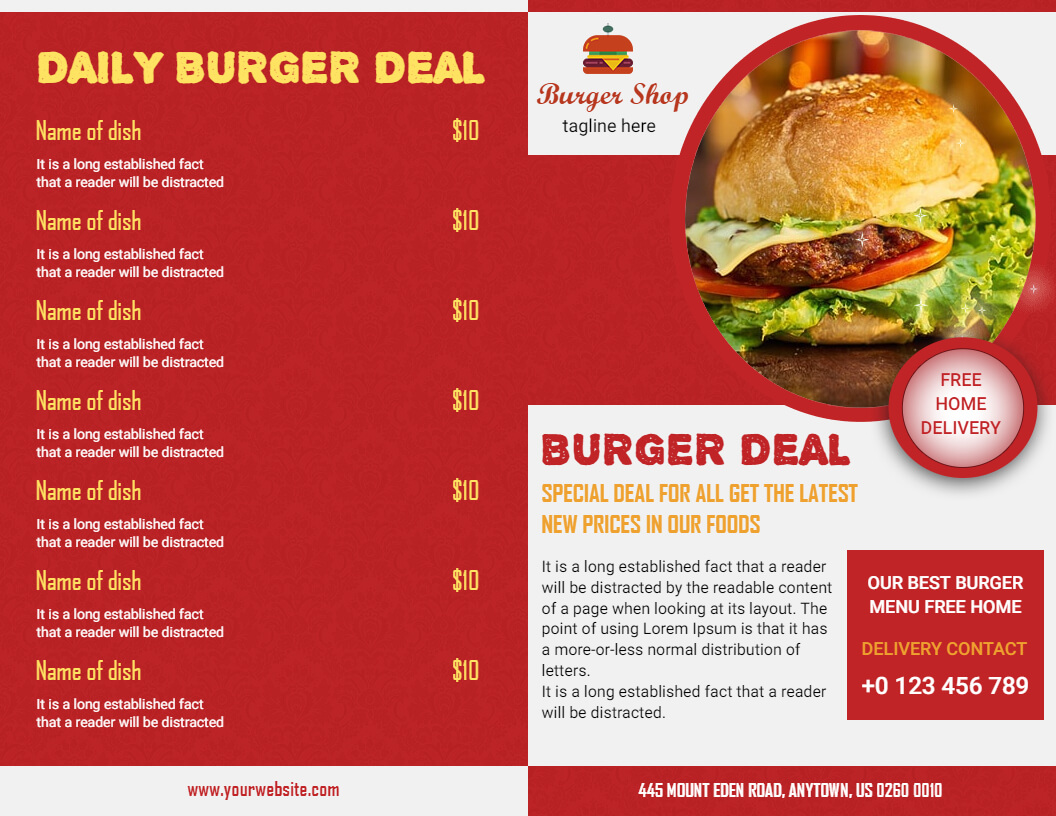 DAILY BURGER DEAL
Name of dish $10
It is a long established fact
that a reader will be distracted
Name of dish $10
It is a long established fact
that a reader will be distracted
Name of dish $10
It is a long established fact
that a reader will be distracted
Name of dish $10
It is a long established fact
that a reader will be distracted
Name of dish $10
It is a long established fact
that a reader will be distracted
Name of dish $10
It is a long established fact
that a reader will be distracted
Name of dish $10
It is a long established fact
that a reader will be distracted
www.yourwebsite.com
Burger Shop
tagline here
FREE
HOME
DELIVERY
BURGER DEAL
SPECIAL DEAL FOR ALL GET THE LATEST
NEW PRICES IN OUR FOODS
It is a long established fact that a reader
will be distracted by the readable content
of a page when looking at its layout. The
point of using Lorem Ipsum is that it has
a more-or-less normal distribution of
letters.
It is a long established fact that a reader
will be distracted.
OUR BEST BURGER
MENU FREE HOME
DELIVERY CONTACT
+0 123 456 789
445 MOUNT EDEN ROAD, ANYTOWN, US 0260 0010